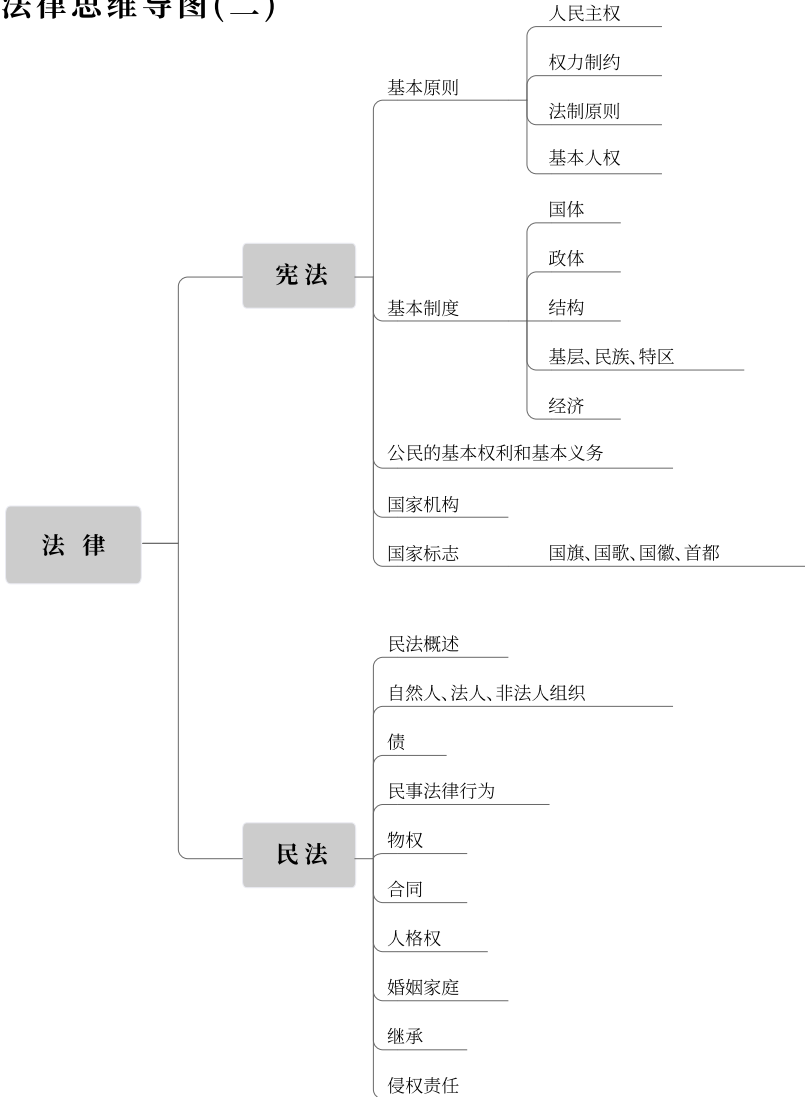 法律思维导图(二)
人民主权
权力制约
基本原则
法制原则
基本人权
国体
政体
宪法
基本制度
结构
基层、民族、特区
经济
公民的基本权利和基本义务
国家机构
法 律
国家标志
国旗、国歌、国徽、首都
民法概述
自然人、法人、非法人组织
债
民事法律行为
物权
民法
合同
人格权
婚姻家庭
继承
侵权责任